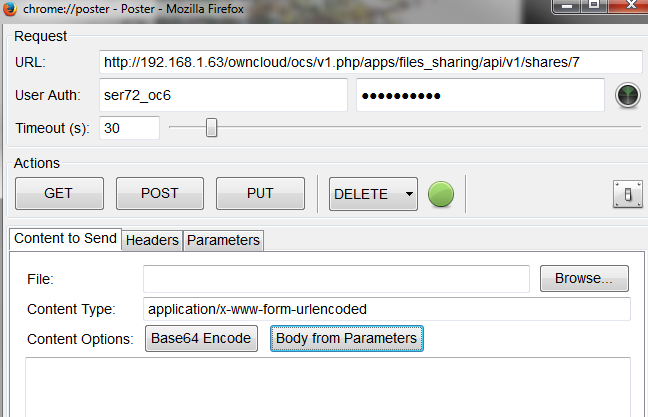 chrome://poster - Poster - Mozilla Firefox
Request
URL: http://192.168.1.63/owncloud/ocs/v1.php/apps/files_sharing/api/v1/shares/7
User Auth: ser72_oc6 ●●●●●●●●●●
Timeout (s): 30
Actions
GET POST PUT DELETE
Content to Send Headers Parameters
File: Browse...
Content Type: application/x-www-form-urlencoded
Content Options: Base64 Encode Body from Parameters